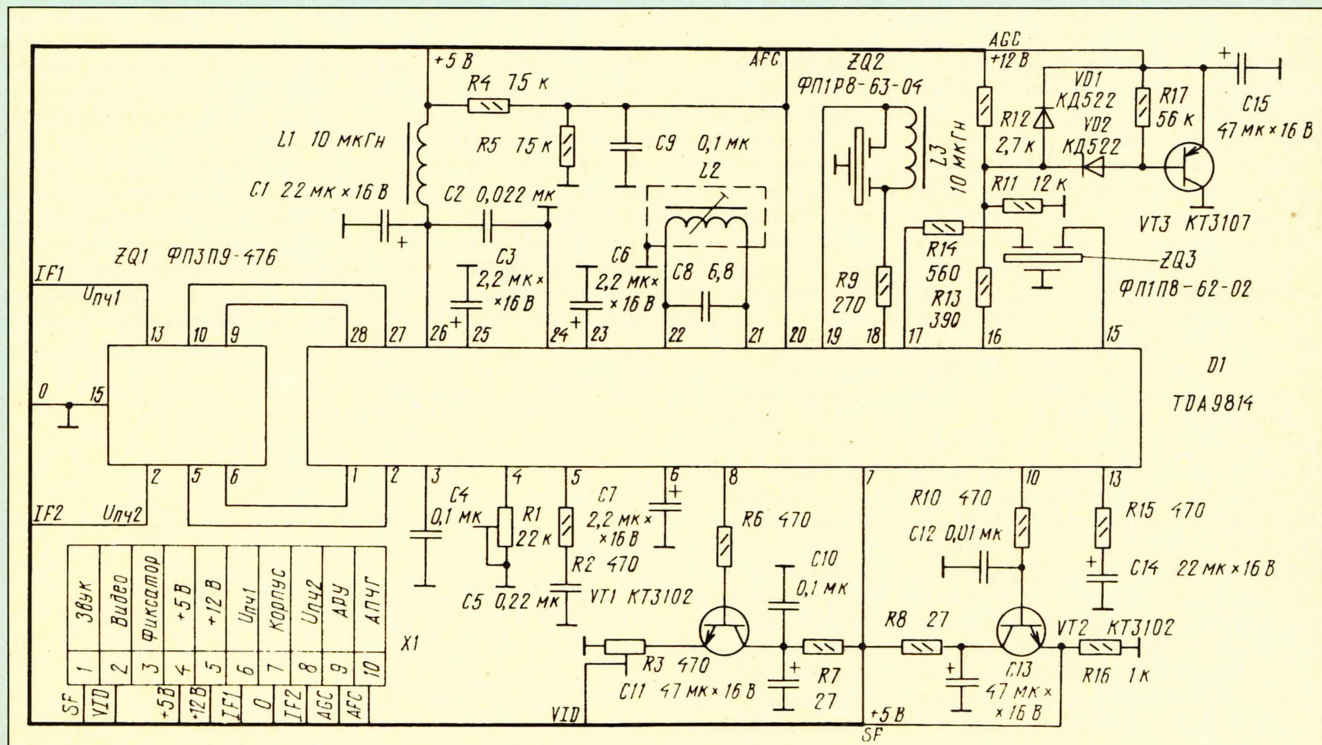 AGC
+5 В
AFC
+12 В
ZQ2
ФП1Р8-63-04
R4 75 к
VD1
КД522
R17
56 к
C15
47 мк × 16 В
L1 10 мкГн
R5 75 к
C9 0,1 мк
R12
2,7 к
VD2
КД522
L3
10 мкГн
L2
C1 22 мк × 16 В
C2 0,022 мк
R11 12 к
VT3 КТ3107
ZQ1 ФП3П9-476
C3
2,2 мк ×
× 16 В
C6
2,2 мк ×
× 16 В
C8 6,8
R9
270
R14
560
R13
390
ZQ3
ФП1П8-62-02
IF1
Uпч1
13 10 9 28 27 26 25 24 23 22 21 20 19 18 17 16 15
D1
TDA9814
0
15
2 5 6 1 2 3 4 5 6 8 7 10 13
IF2
Uпч2
C4
0,1 мк
R1
22 к
C7
2,2 мк ×
× 16 В
R6 470
R10 470
C12 0,01 мк
R15 470
C10
0,1 мк
C14 22 мк × 16 В
R2 470
C5 0,22 мк
VT1 КТ3102
R8 27
VT2 КТ3102
R3 470
C11 47 мк × 16 В
R7
27
C13
47 мк ×
× 16 В
R16 1 к
VID
+5 В
SF
X1
SF 1 Звук
VID 2 Видео
3 Фиксатор
+5 В 4 +5 В
+12 В 5 +12 В
IF1 6 Uпч1
0 7 Корпус
IF2 8 Uпч2
AGC 9 АРУ
AFC 10 АПЧГ